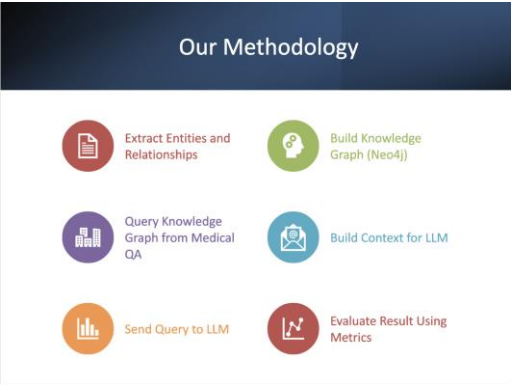 Our Methodology
Extract Entities and
Relationships
Build Knowledge
Graph (Neo4j)
Query Knowledge
Graph from Medical
QA
Build Context for LLM
Send Query to LLM
Evaluate Result Using
Metrics